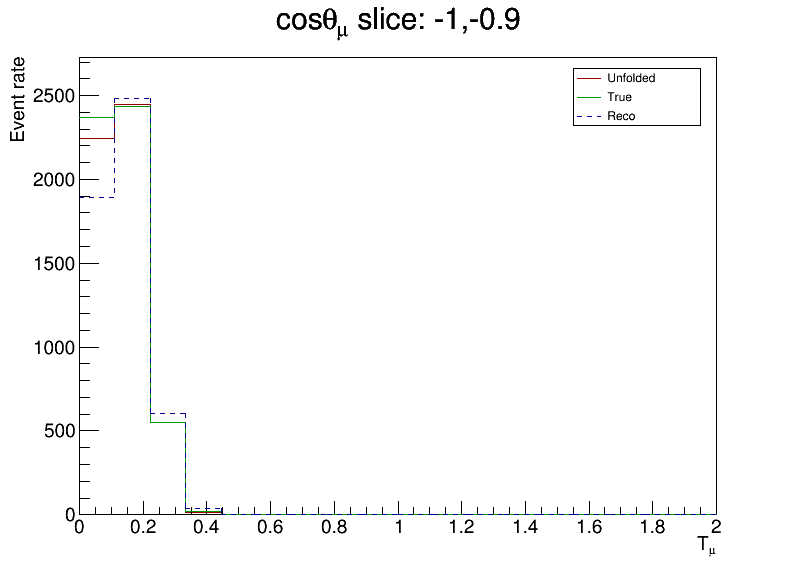 cosθμ slice: -1,-0.9
Event rate
Unfolded
True
Reco
2500
2000
1500
1000
500
0
0 0.2 0.4 0.6 0.8 1 1.2 1.4 1.6 1.8 2
Tμ